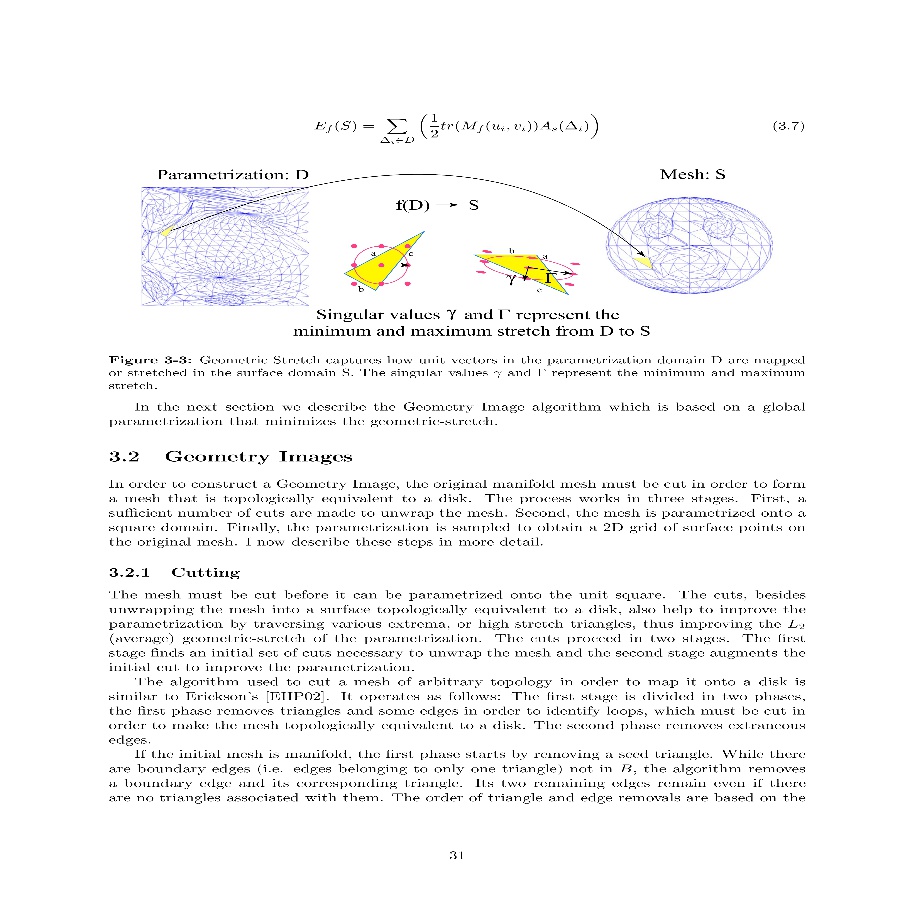 E_f(S) = ∑_{Δ_i∈D} (1/2 tr(M_f(u_i, v_i))A_s(Δ_i)) (3.7)
Parametrization: D
Mesh: S
f(D) → S
a
c
b
b
a
γ
Γ
c
Singular values γ and Γ represent the
minimum and maximum stretch from D to S
Figure 3-3: Geometric Stretch captures how unit vectors in the parametrization domain D are mapped
or stretched in the surface domain S. The singular values γ and Γ represent the minimum and maximum
stretch.
In the next section we describe the Geometry Image algorithm which is based on a global
parametrization that minimizes the geometric-stretch.
3.2 Geometry Images
In order to construct a Geometry Image, the original manifold mesh must be cut in order to form
a mesh that is topologically equivalent to a disk. The process works in three stages. First, a
sufficient number of cuts are made to unwrap the mesh. Second, the mesh is parametrized onto a
square domain. Finally, the parametrization is sampled to obtain a 2D grid of surface points on
the original mesh. I now describe these steps in more detail.
3.2.1 Cutting
The mesh must be cut before it can be parametrized onto the unit square. The cuts, besides
unwrapping the mesh into a surface topologically equivalent to a disk, also help to improve the
parametrization by traversing various extrema, or high stretch triangles, thus improving the L_2
(average) geometric-stretch of the parametrization. The cuts proceed in two stages. The first
stage finds an initial set of cuts necessary to unwrap the mesh and the second stage augments the
initial cut to improve the parametrization.
The algorithm used to cut a mesh of arbitrary topology in order to map it onto a disk is
similar to Erickson's [EHP02]. It operates as follows: The first stage is divided in two phases,
the first phase removes triangles and some edges in order to identify loops, which must be cut in
order to make the mesh topologically equivalent to a disk. The second phase removes extraneous
edges.
If the initial mesh is manifold, the first phase starts by removing a seed triangle. While there
are boundary edges (i.e. edges belonging to only one triangle) not in B, the algorithm removes
a boundary edge and its corresponding triangle. Its two remaining edges remain even if there
are no triangles associated with them. The order of triangle and edge removals are based on the
31